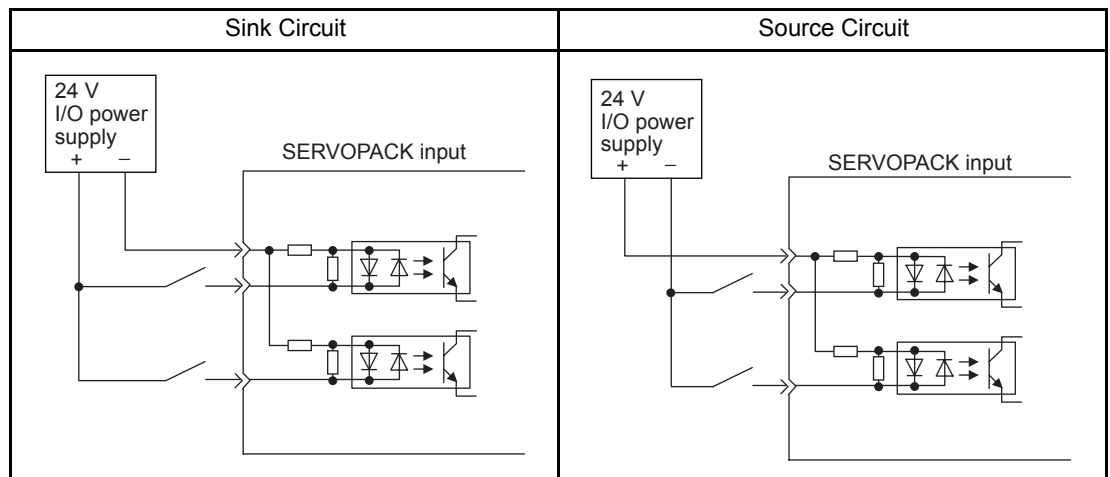 Sink Circuit
Source Circuit
24 V
I/O power
supply
+ −
SERVOPACK input
24 V
I/O power
supply
+ −
SERVOPACK input